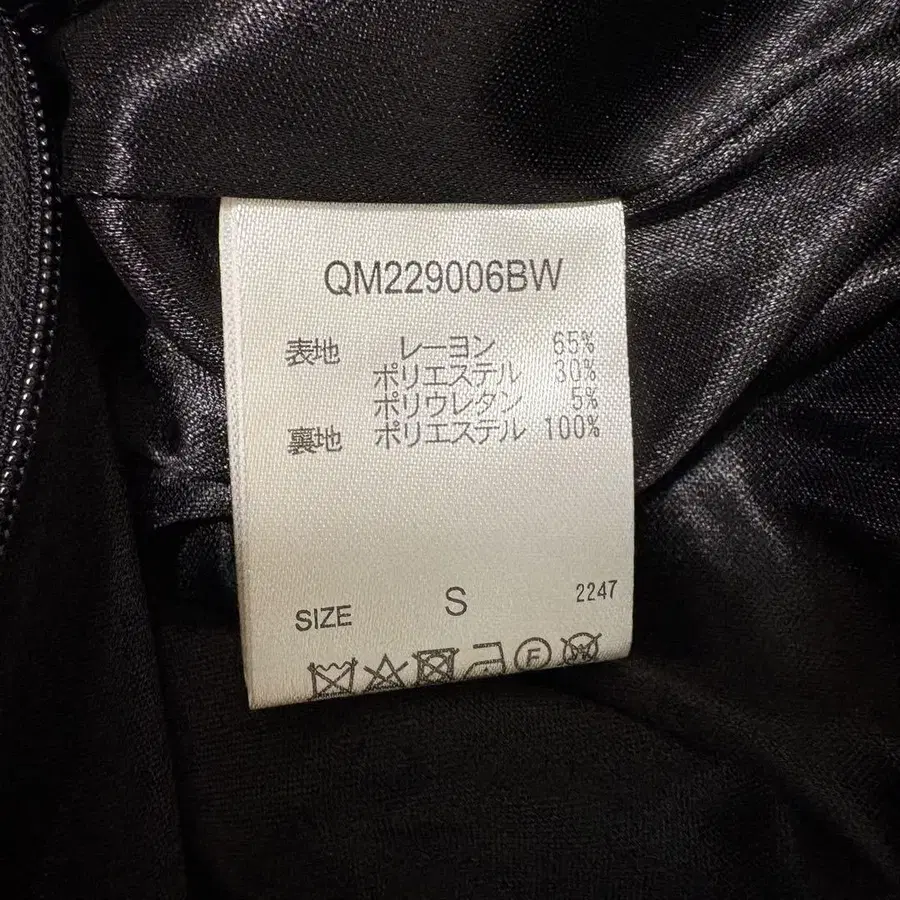 QM229006BW
表地 レーヨン 65%
ポリエステル 30%
ポリウレタン 5%
裏地 ポリエステル 100%
SIZE S 2247
F W